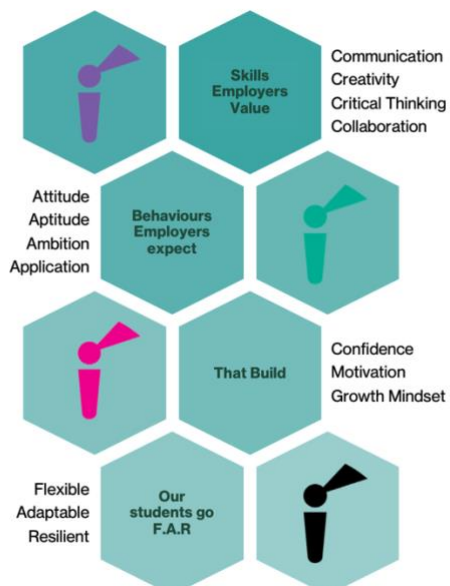 Skills
Employers
Value
Communication
Creativity
Critical Thinking
Collaboration
Attitude
Aptitude
Ambition
Application
Behaviours
Employers
expect
That Build
Confidence
Motivation
Growth Mindset
Flexible
Adaptable
Resilient
Our
students go
F.A.R